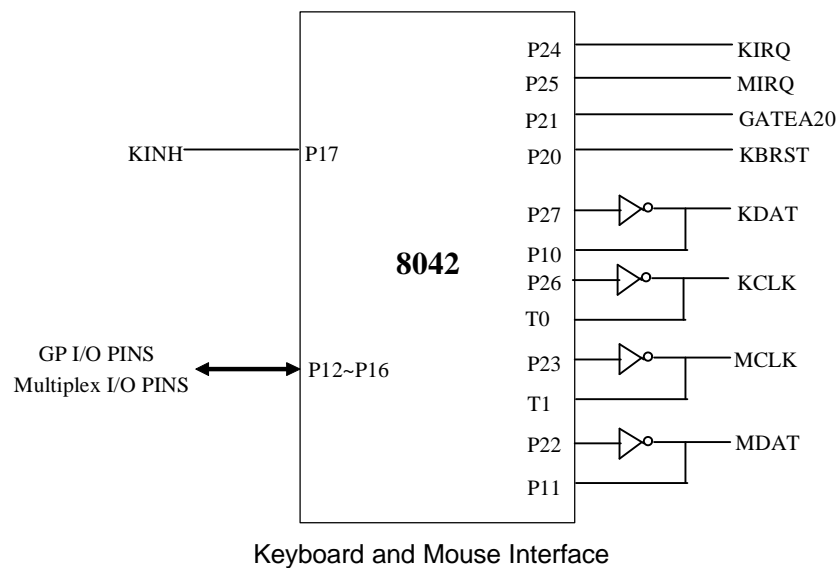 P24 KIRQ
P25 MIRQ
P21 GATEA20
KINH P17 P20 KBRST
P27 KDAT
P10
8042
P26 KCLK
T0
GP I/O PINS
Multiplex I/O PINS
P12~P16
P23 MCLK
T1
P22 MDAT
P11
Keyboard and Mouse Interface